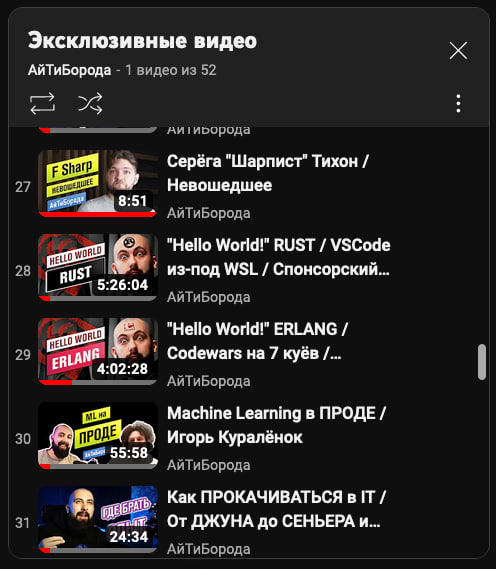 Эксклюзивные видео
АйТиБорода - 1 видео из 52
АйТиБорода
27
F Sharp
НЕВОШЕДШЕЕ
АйТиБорода
8:51
Серёга "Шарпист" Тихон /
Невошедшее
АйТиБорода
28
HELLO WORLD
RUST
5:26:04
"Hello World!" RUST / VSCode
из-под WSL / Спонсорский...
АйТиБорода
29
HELLO WORLD
ERLANG
4:02:28
"Hello World!" ERLANG /
Codewars на 7 куёв /...
АйТиБорода
30
ML на
ПРОДЕ
55:58
Machine Learning в ПРОДЕ /
Игорь Куралёнок
АйТиБорода
31
ГДЕ БРАТЬ
24:34
Как ПРОКАЧИВАТЬСЯ в IT /
От ДЖУНА до СЕНЬЕРА и...
АйТиБорода